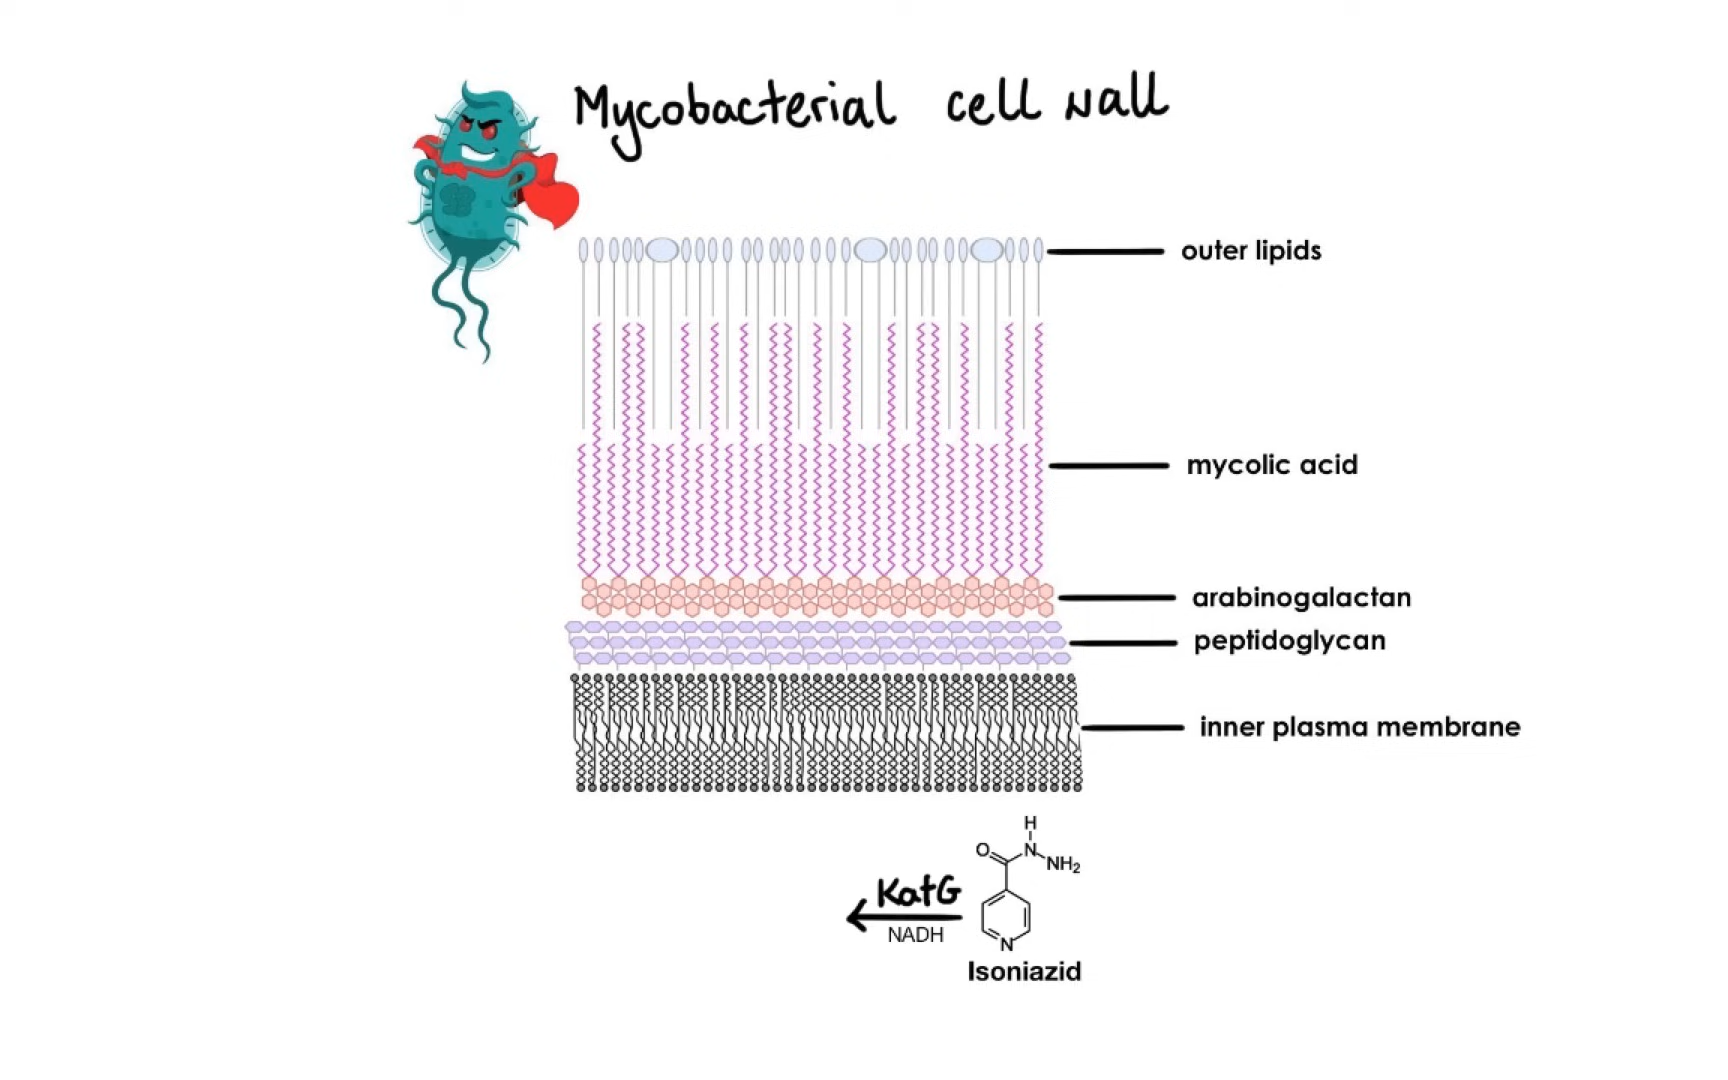 Mycobacterial cell wall
outer lipids
mycolic acid
arabinogalactan
peptidoglycan
inner plasma membrane
H
O
N
NH2
KatG
NADH
N
Isoniazid